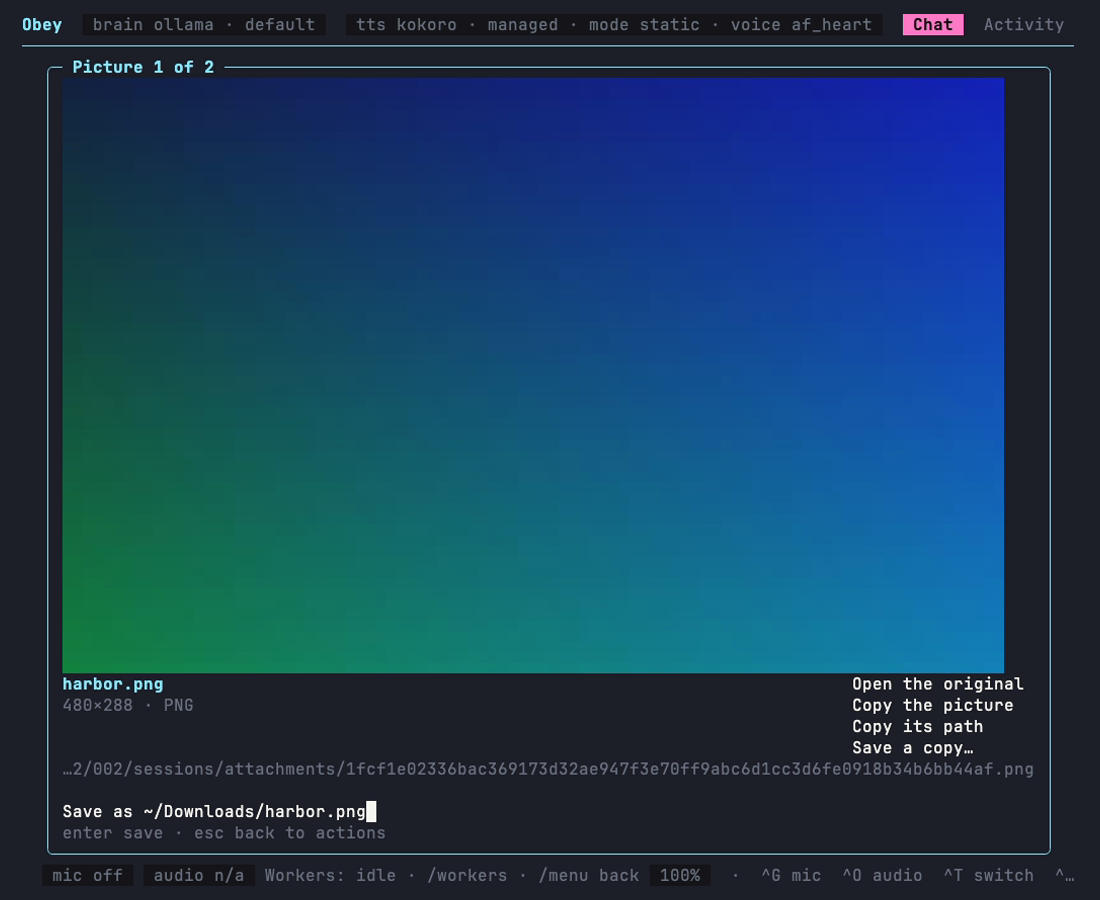 Obey brain ollama · default tts kokoro · managed · mode static · voice af_heart Chat Activity
Picture 1 of 2
harbor.png
480×288 · PNG
Open the original
Copy the picture
Copy its path
Save a copy…
…2/002/sessions/attachments/1fcf1e02336bac369173d32ae947f3e70ff9abc6d1cc3d6fe0918b34b6bb44af.png
Save as ~/Downloads/harbor.png
enter save · esc back to actions
mic off audio n/a Workers: idle · /workers · /menu back 100% · ^G mic ^O audio ^T switch ^…